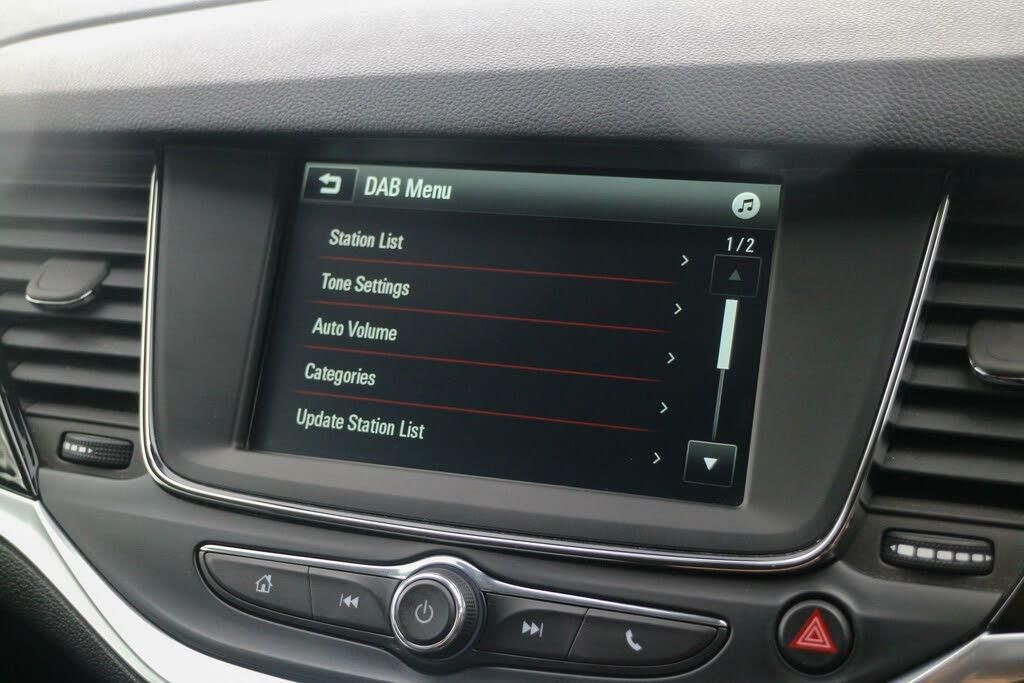 DAB Menu
1/2
Station List
Tone Settings
Auto Volume
Categories
Update Station List